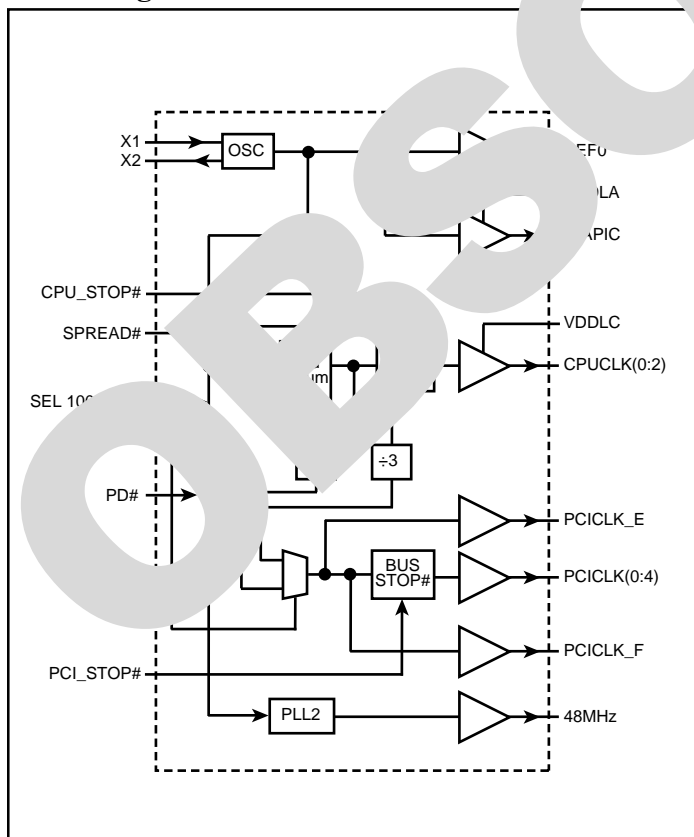 X1
X2
OSC
CPU_STOP#
SPREAD#
VDDLC
CPUCLK(0:2)
SEL
÷3
PD#
PCICLK_E
BUS
STOP#
PCICLK(0:4)
PCI_STOP#
PCICLK_F
PLL2
48MHz